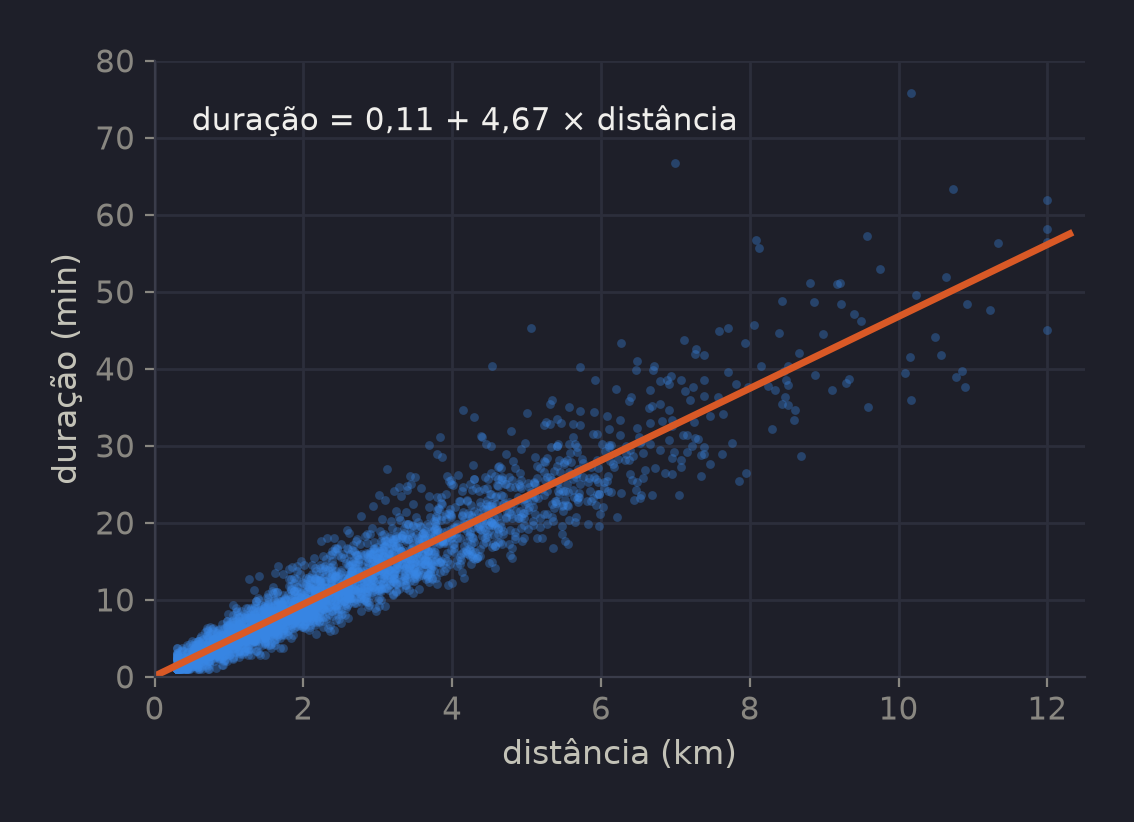 80
duração = 0,11 + 4,67 × distância
70
60
50
40
30
20
10
0
duração (min)
0 2 4 6 8 10 12
distância (km)